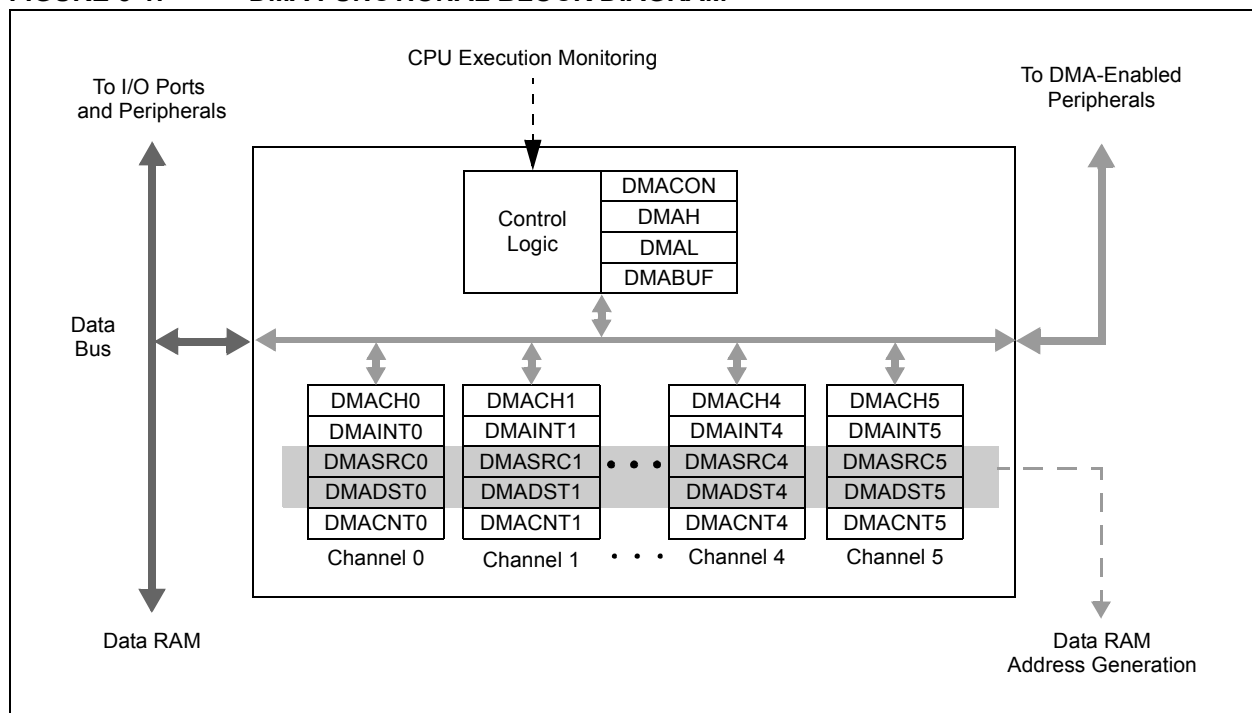 CPU Execution Monitoring
To I/O Ports
and Peripherals
To DMA-Enabled
Peripherals
Control
Logic
DMACON
DMAH
DMAL
DMABUF
Data
Bus
DMACH0
DMAINT0
DMASRC0
DMADST0
DMACNT0
Channel 0
DMACH1
DMAINT1
DMASRC1
DMADST1
DMACNT1
Channel 1
• • •
• • •
DMACH4
DMAINT4
DMASRC4
DMADST4
DMACNT4
Channel 4
DMACH5
DMAINT5
DMASRC5
DMADST5
DMACNT5
Channel 5
Data RAM
Data RAM
Address Generation